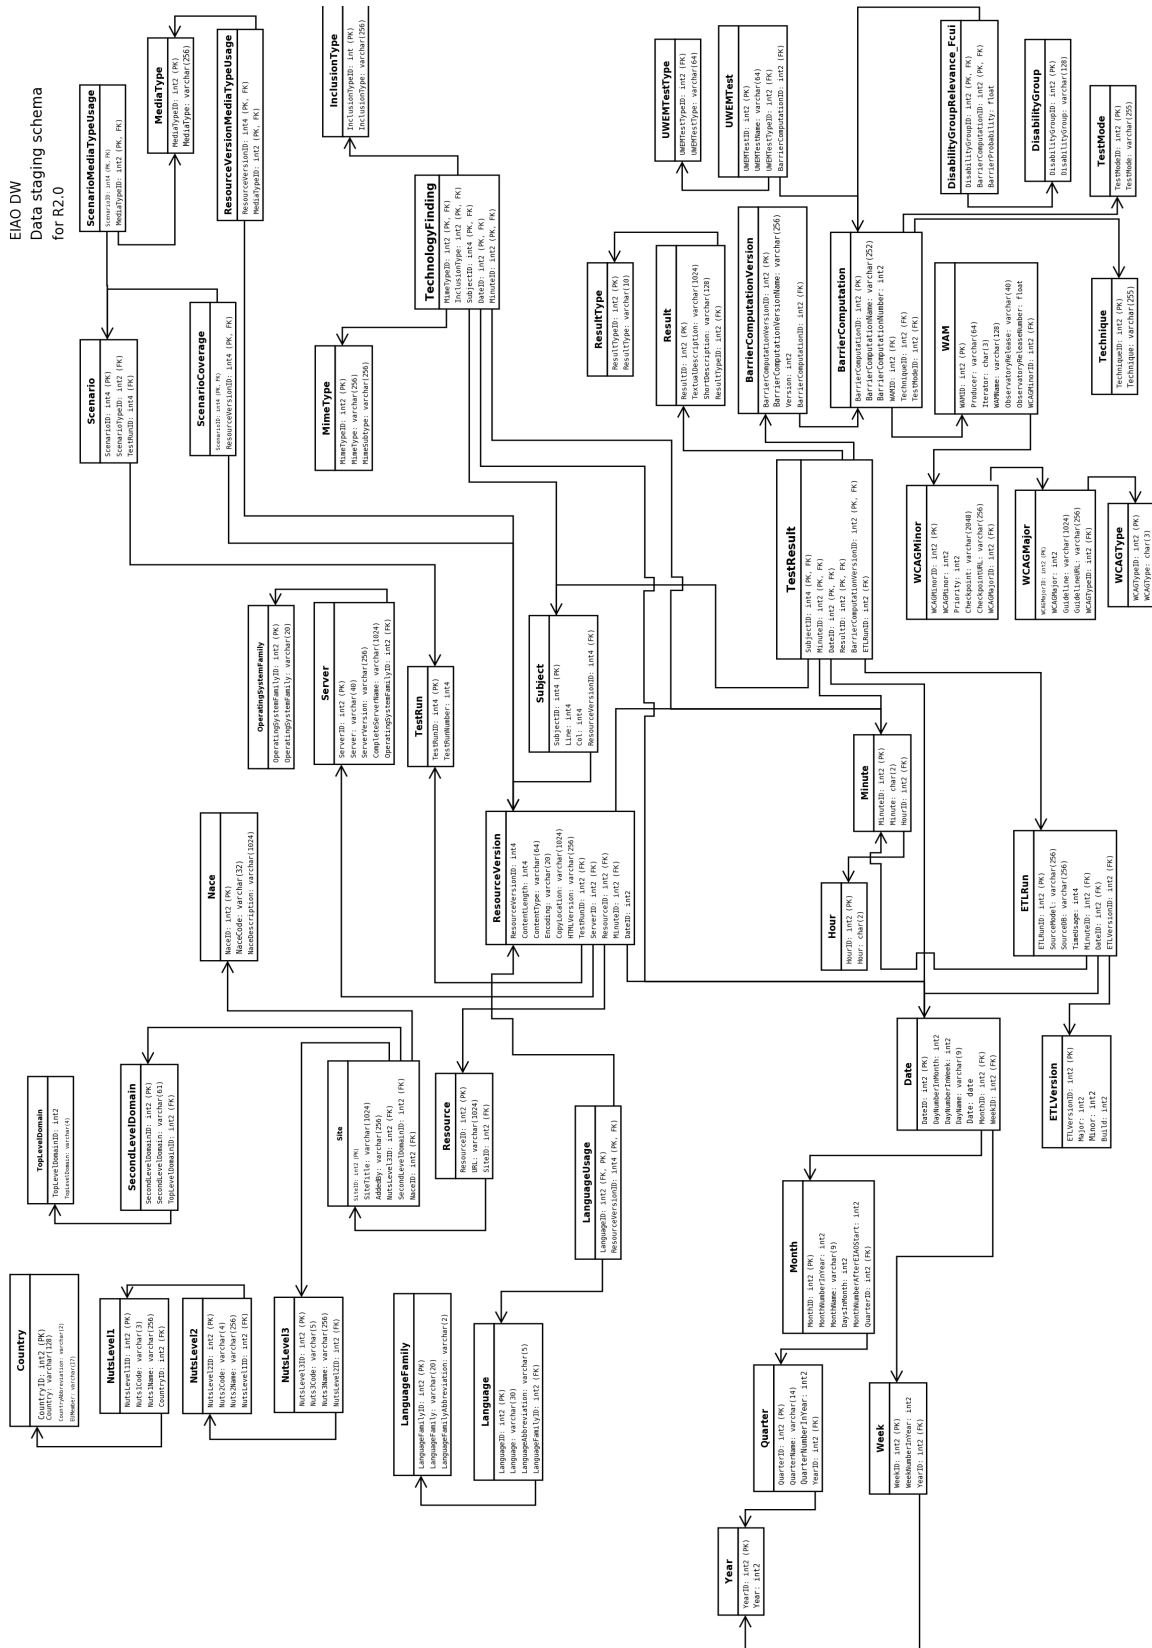 EIAO DW
Data staging schema
for R2.0
ScenarioMediaTypeUsage
ScenarioID: int4 (PK, FK)
MediaTypeID: int2 (PK, FK)
MediaType
MediaTypeID: int2 (PK)
MediaType: varchar(256)
ResourceVersionMediaTypeUsage
ResourceVersionID: int4 (PK, FK)
MediaTypeID: int2 (PK, FK)
InclusionType
InclusionTypeID: int (PK)
InclusionType: varchar(256)
Scenario
ScenarioID: int4 (PK)
ScenarioTypeID: int2 (FK)
TestRunID: int4 (FK)
ScenarioCoverage
ScenarioID: int4 (PK, FK)
ResourceVersionID: int4 (PK, FK)
MimeType
MimeTypeID: int2 (PK)
MimeType: varchar(256)
MimeSubtype: varchar(256)
TechnologyFinding
MimeTypeID: int2 (PK, FK)
InclusionType: int2 (PK, FK)
SubjectID: int4 (PK, FK)
DateID: int2 (PK, FK)
MinuteID: int2 (PK, FK)
UWEMTestType
UWEMTestTypeID: int2 (FK)
UWEMTestType: varchar(64)
UWEMTest
UWEMTestID: int2 (PK)
UWEMTestName: varchar(64)
UWEMTestTypeID: int2 (FK)
BarrierComputationID: int2 (FK)
DisabilityGroupRelevance_Fcui
DisabilityGroupID: int2 (PK, FK)
BarrierComputationID: int2 (PK, FK)
BarrierProbability: float
DisabilityGroup
DisabilityGroupID: int2 (PK)
DisabilityGroup: varchar(128)
TestMode
TestModeID: int2 (PK)
TestMode: varchar(255)
ResultType
ResultTypeID: int2 (PK)
ResultType: varchar(10)
Result
ResultID: int2 (PK)
TextualDescription: varchar(1024)
ShortDescription: varchar(128)
ResultTypeID: int2 (FK)
BarrierComputationVersion
BarrierComputationVersionID: int2 (PK)
BarrierComputationVersionName: varchar(256)
Version: int2
BarrierComputationID: int2 (FK)
BarrierComputation
BarrierComputationID: int2 (PK)
BarrierComputationName: varchar(252)
BarrierComputationNumber: int2
WAMID: int2 (FK)
TechniqueID: int2 (FK)
TestModeID: int2 (FK)
WAM
WAMID: int2 (PK)
Producer: varchar(64)
Iterator: char(3)
WAMName: varchar(128)
ObservatoryRelease: varchar(40)
ObservatoryReleaseNumber: float
WCAGMinorID: int2 (FK)
Technique
TechniqueID: int2 (PK)
Technique: varchar(255)
OperatingSystemFamily
OperatingSystemFamilyID: int2 (PK)
OperatingSystemFamily: varchar(20)
Server
ServerID: int2 (PK)
Server: varchar(40)
ServerVersion: varchar(256)
CompleteServerName: varchar(1024)
OperatingSystemFamilyID: int2 (FK)
TestRun
TestRunID: int4 (PK)
TestRunNumber: int4
Subject
SubjectID: int4 (PK)
Line: int4
Col: int4
ResourceVersionID: int4 (FK)
TestResult
SubjectID: int4 (PK, FK)
MinuteID: int2 (PK, FK)
DateID: int2 (PK, FK)
ResultID: int2 (PK, FK)
BarrierComputationVersionID: int2 (PK, FK)
ETLRunID: int2 (FK)
WCAGMinor
WCAGMinorID: int2 (PK)
WCAGMinor: int2
Priority: int2
Checkpoint: varchar(2048)
CheckpointURL: varchar(256)
WCAGMajorID: int2 (FK)
WCAGMajor
WCAGMajorID: int2 (PK)
WCAGMajor: int2
Guideline: varchar(1024)
GuidelineURL: varchar(256)
WCAGTypeID: int2 (FK)
WCAGType
WCAGTypeID: int2 (PK)
WCAGType: char(3)
Nace
NaceID: int2 (PK)
NaceCode: varchar(32)
NaceDescription: varchar(1024)
ResourceVersion
ResourceVersionID: int4
ContentLength: int4
ContentType: varchar(64)
Encoding: varchar(20)
CopyLocation: varchar(1024)
HTMLVersion: varchar(256)
TestRunID: int2 (FK)
ServerID: int2 (FK)
ResourceID: int2 (FK)
MinuteID: int2 (FK)
DateID: int2
Minute
MinuteID: int2 (PK)
Minute: char(2)
HourID: int2 (FK)
Hour
HourID: int2 (PK)
Hour: char(2)
ETLRun
ETLRunID: int2 (PK)
SourceModel: varchar(256)
SourceDB: varchar(256)
TimeUsage: int4
MinuteID: int2 (FK)
DateID: int2 (FK)
ETLVersionID: int2 (FK)
TopLevelDomain
TopLevelDomainID: int2
TopLevelDomain: varchar(4)
SecondLevelDomain
SecondLevelDomainID: int2 (PK)
SecondLevelDomain: varchar(61)
TopLevelDomainID: int2 (FK)
Site
SiteID: int2 (PK)
SiteTitle: varchar(1024)
AddedBy: varchar(256)
NutsLevel3ID: int2 (FK)
SecondLevelDomaiID: int2 (FK)
NaceID: int2 (FK)
Resource
ResourceID: int2 (PK)
URL: varchar(1024)
SiteID: int2 (FK)
LanguageUsage
LanguageID: int2 (FK, PK)
ResourceVersionID: int4 (PK, FK)
Date
DateID: int2 (PK)
DayNumberInMonth: int2
DayNumberInWeek: int2
DayName: varchar(9)
Date: date
MonthID: int2 (FK)
WeekID: int2 (FK)
ETLVersion
ETLVersionID: int2 (PK)
Major: int2
Minor: int2
Build: int2
Country
CountryID: int2 (PK)
Country: varchar(128)
CountryAbbreviation: varchar(2)
EUMember: varchar(17)
NutsLevel1
NutsLevel1ID: int2 (PK)
Nuts1Code: varchar(3)
Nuts1Name: varchar(256)
CountryID: int2 (FK)
NutsLevel2
NutsLevel2ID: int2 (PK)
Nuts2Code: varchar(4)
Nuts2Name: varchar(256)
NutsLevel1ID: int2 (FK)
NutsLevel3
NutsLevel3ID: int2 (PK)
Nuts3Code: varchar(5)
Nuts3Name: varchar(256)
NutsLevel2ID: int2 (FK)
LanguageFamily
LanguageFamilyID: int2 (PK)
LanguageFamily: varchar(20)
LanguageFamilyAbbreviation: varchar(2)
Language
LanguageID: int2 (PK)
Language: varchar(30)
LanguageAbbreviation: varchar(5)
LanguageFamilyID: int2 (FK)
Month
MonthID: int2 (PK)
MonthNumberInYear: int2
MonthName: varchar(9)
DaysInMonth: int2
MonthNumberAfterEIAOStart: int2
QuarterID: int2 (FK)
Quarter
QuarterID: int2 (PK)
QuarterName: varchar(14)
QuarterNumberInYear: int2
YearID: int2 (FK)
Week
WeekID: int2 (PK)
WeekNumberInYear: int2
YearID: int2 (FK)
Year
YearID: int2 (PK)
Year: int2